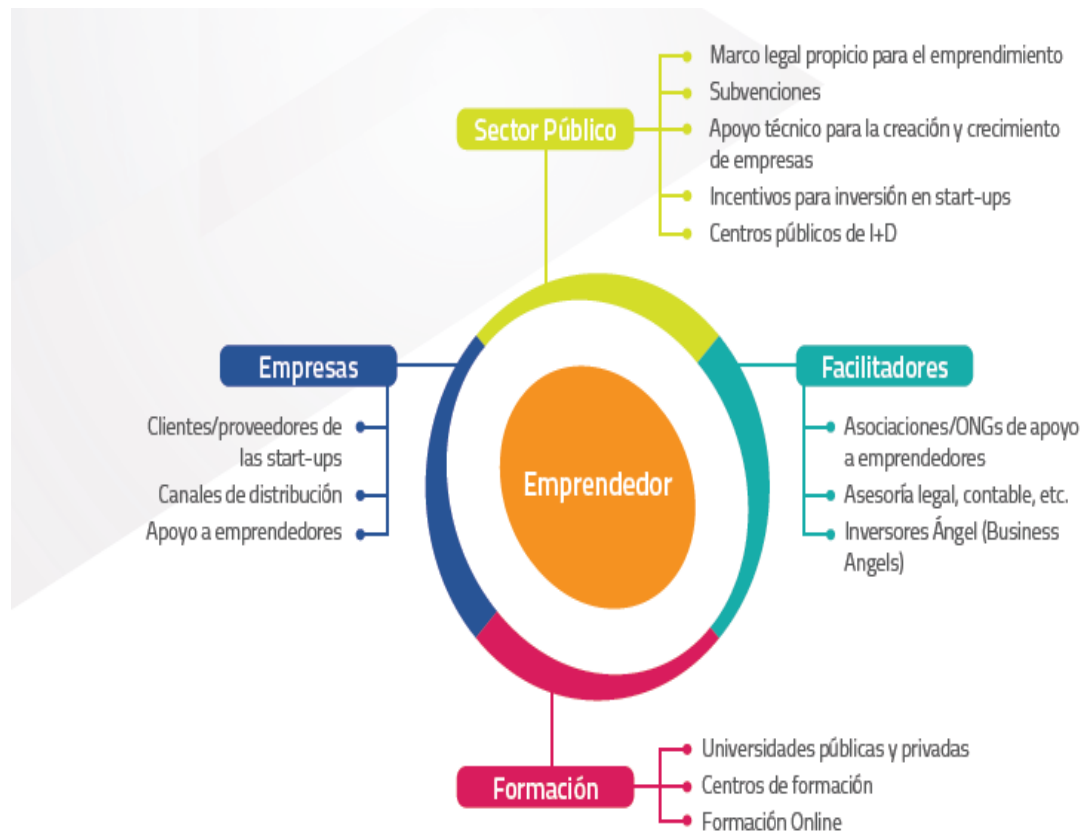 Sector Público
Marco legal propicio para el emprendimiento
Subvenciones
Apoyo técnico para la creación y crecimiento
de empresas
Incentivos para inversión en start-ups
Centros públicos de I+D
Empresas
Clientes/proveedores de
las start-ups
Canales de distribución
Apoyo a emprendedores
Emprendedor
Facilitadores
Asociaciones/ONGs de apoyo
a emprendedores
Asesoría legal, contable, etc.
Inversores Ángel (Business
Angels)
Formación
Universidades públicas y privadas
Centros de formación
Formación Online